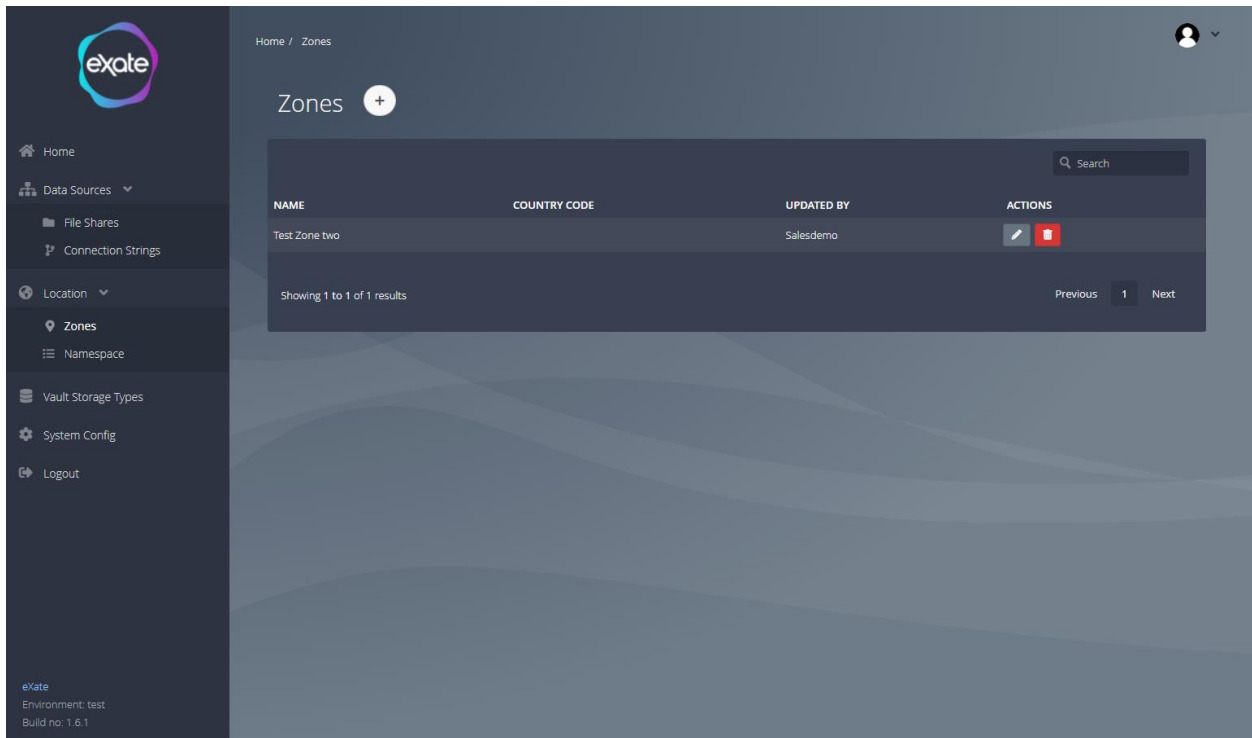 exate
Home / Zones
Zones +
Home
Data Sources
File Shares
Connection Strings
Location
Zones
Namespace
Vault Storage Types
System Config
Logout
Search
NAME COUNTRY CODE UPDATED BY ACTIONS
Test Zone two Salesdemo
Showing 1 to 1 of 1 results Previous 1 Next
eXate
Environment: test
Build no: 1.6.1